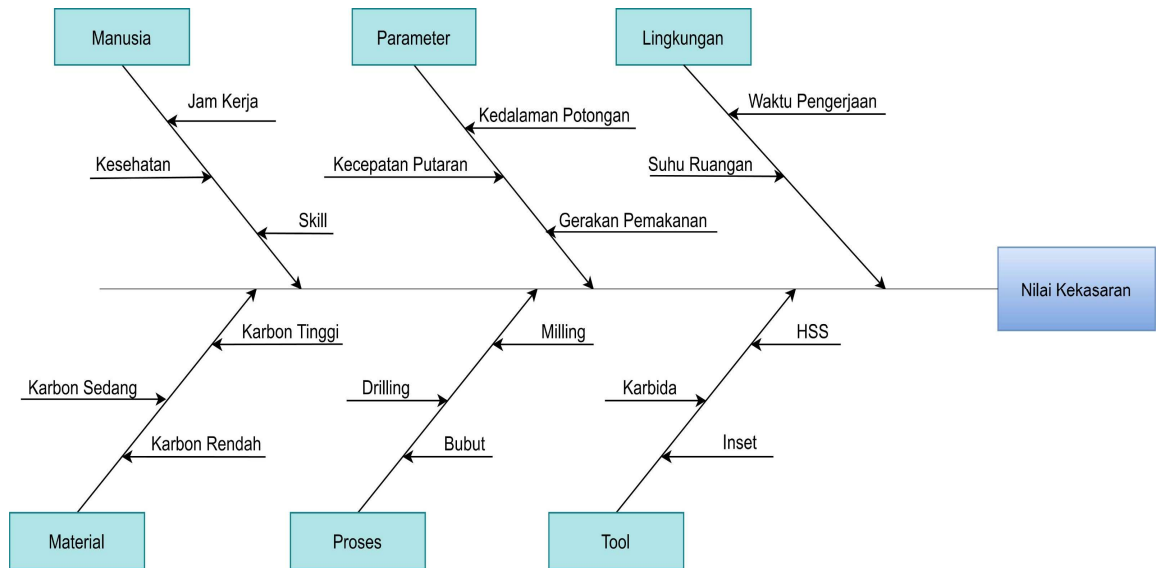 Manusia
Parameter
Lingkungan
Jam Kerja
Kedalaman Potongan
Waktu Pengerjaan
Kesehatan
Kecepatan Putaran
Suhu Ruangan
Skill
Gerakan Pemakanan
Nilai Kekasaran
Karbon Tinggi
Milling
HSS
Karbon Sedang
Drilling
Karbida
Karbon Rendah
Bubut
Inset
Material
Proses
Tool